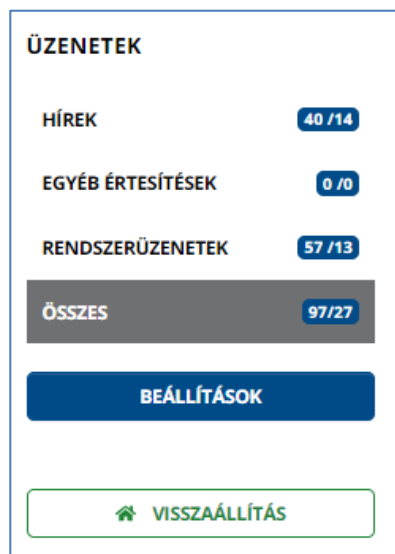 ÜZENETEK
HÍREK 40 /14
EGYÉB ÉRTESÍTÉSEK 0 /0
RENDSZERÜZENETEK 57 /13
ÖSSZES 97/27
BEÁLLÍTÁSOK
VISSZAÁLLÍTÁS